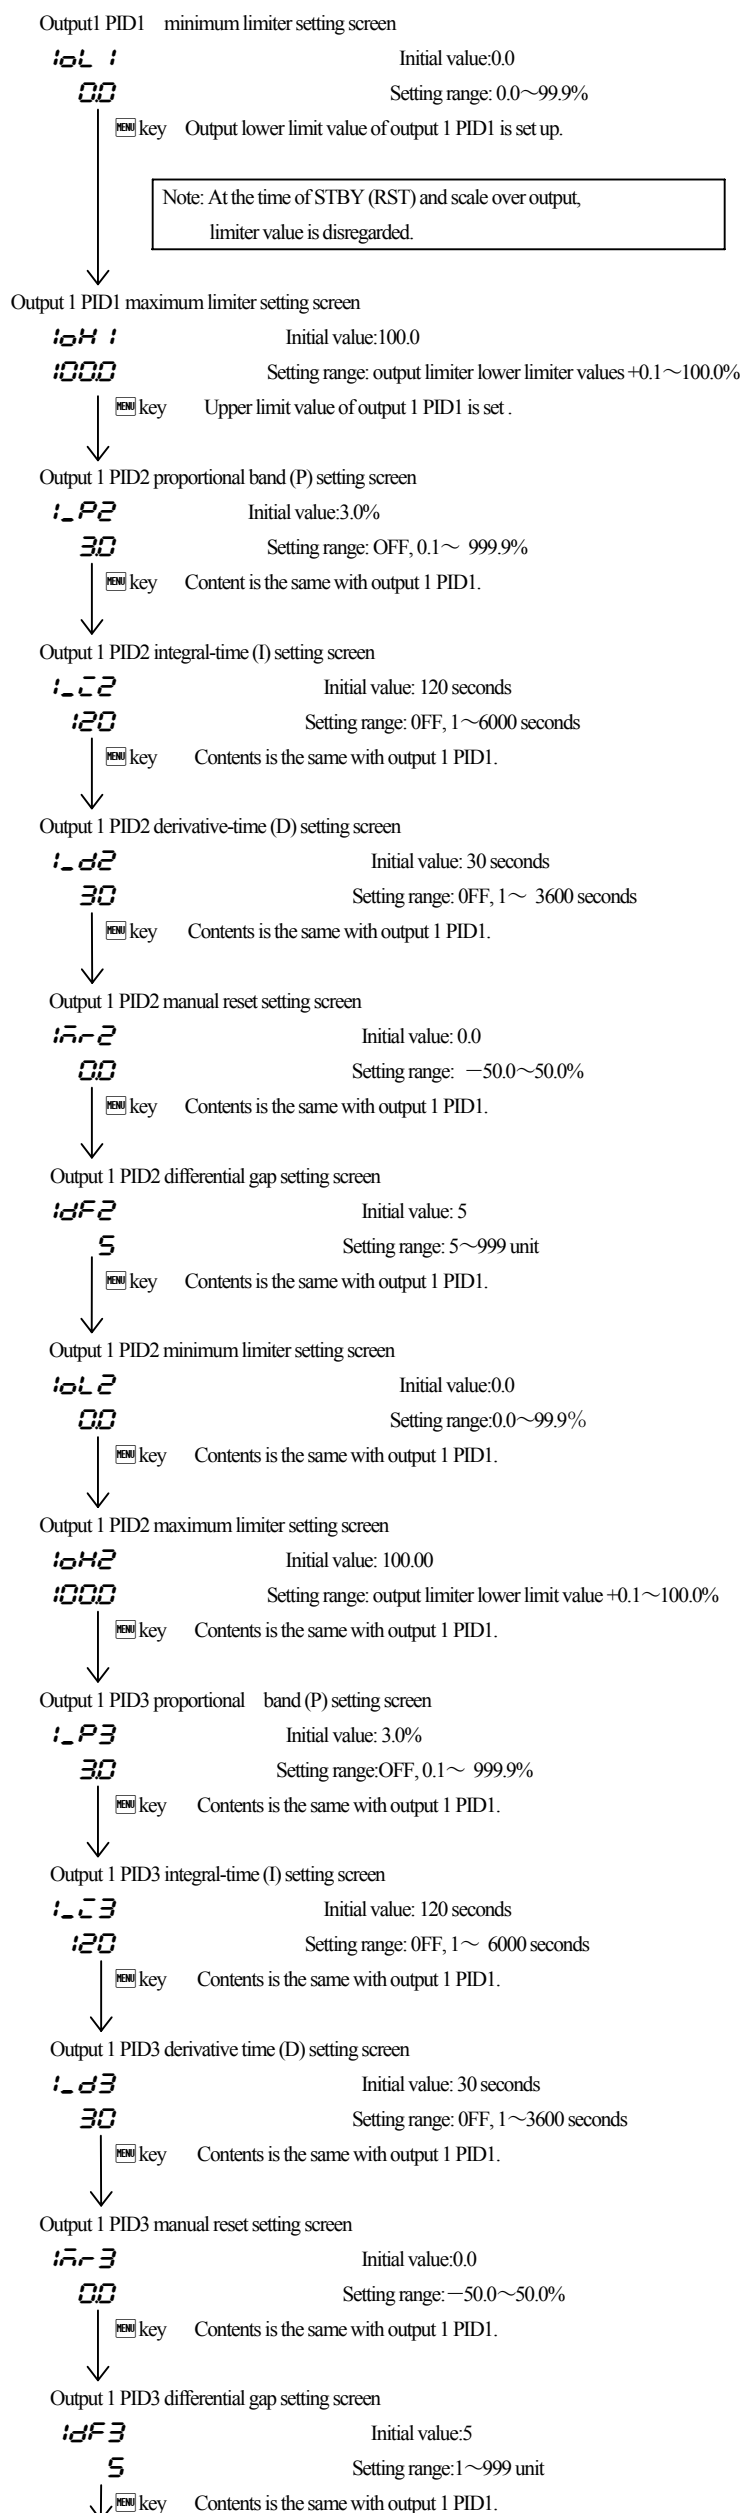 Output1 PID1 minimum limiter setting screen
1oL 1 Initial value:0.0
0.0 Setting range: 0.0～99.9%
MENU key Output lower limit value of output 1 PID1 is set up.
Note: At the time of STBY (RST) and scale over output,
limiter value is disregarded.
Output 1 PID1 maximum limiter setting screen
1oH 1 Initial value:100.0
100.0 Setting range: output limiter lower limiter values +0.1～100.0%
MENU key Upper limit value of output 1 PID1 is set .
Output 1 PID2 proportional band (P) setting screen
1_P2 Initial value:3.0%
3.0 Setting range: OFF, 0.1～ 999.9%
MENU key Content is the same with output 1 PID1.
Output 1 PID2 integral-time (I) setting screen
1_i2 Initial value: 120 seconds
120 Setting range: 0FF, 1～6000 seconds
MENU key Contents is the same with output 1 PID1.
Output 1 PID2 derivative-time (D) setting screen
1_d2 Initial value: 30 seconds
30 Setting range: 0FF, 1～ 3600 seconds
MENU key Contents is the same with output 1 PID1.
Output 1 PID2 manual reset setting screen
1mr2 Initial value: 0.0
0.0 Setting range: －50.0～50.0%
MENU key Contents is the same with output 1 PID1.
Output 1 PID2 differential gap setting screen
1dF2 Initial value: 5
5 Setting range: 5～999 unit
MENU key Contents is the same with output 1 PID1.
Output 1 PID2 minimum limiter setting screen
1oL2 Initial value:0.0
0.0 Setting range:0.0～99.9%
MENU key Contents is the same with output 1 PID1.
Output 1 PID2 maximum limiter setting screen
1oH2 Initial value: 100.00
100.0 Setting range: output limiter lower limit value +0.1～100.0%
MENU key Contents is the same with output 1 PID1.
Output 1 PID3 proportional band (P) setting screen
1_P3 Initial value: 3.0%
3.0 Setting range:OFF, 0.1～ 999.9%
MENU key Contents is the same with output 1 PID1.
Output 1 PID3 integral-time (I) setting screen
1_i3 Initial value: 120 seconds
120 Setting range: 0FF, 1～ 6000 seconds
MENU key Contents is the same with output 1 PID1.
Output 1 PID3 derivative time (D) setting screen
1_d3 Initial value: 30 seconds
30 Setting range: 0FF, 1～3600 seconds
MENU key Contents is the same with output 1 PID1.
Output 1 PID3 manual reset setting screen
1mr3 Initial value:0.0
0.0 Setting range:－50.0～50.0%
MENU key Contents is the same with output 1 PID1.
Output 1 PID3 differential gap setting screen
1dF3 Initial value:5
5 Setting range:1～999 unit
MENU key Contents is the same with output 1 PID1.